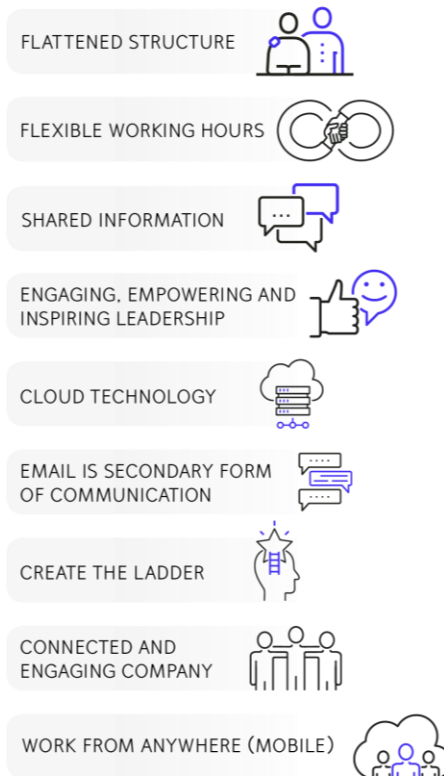 FLATTENED STRUCTURE
FLEXIBLE WORKING HOURS
SHARED INFORMATION
ENGAGING, EMPOWERING AND
INSPIRING LEADERSHIP
CLOUD TECHNOLOGY
EMAIL IS SECONDARY FORM
OF COMMUNICATION
CREATE THE LADDER
CONNECTED AND
ENGAGING COMPANY
WORK FROM ANYWHERE (MOBILE)